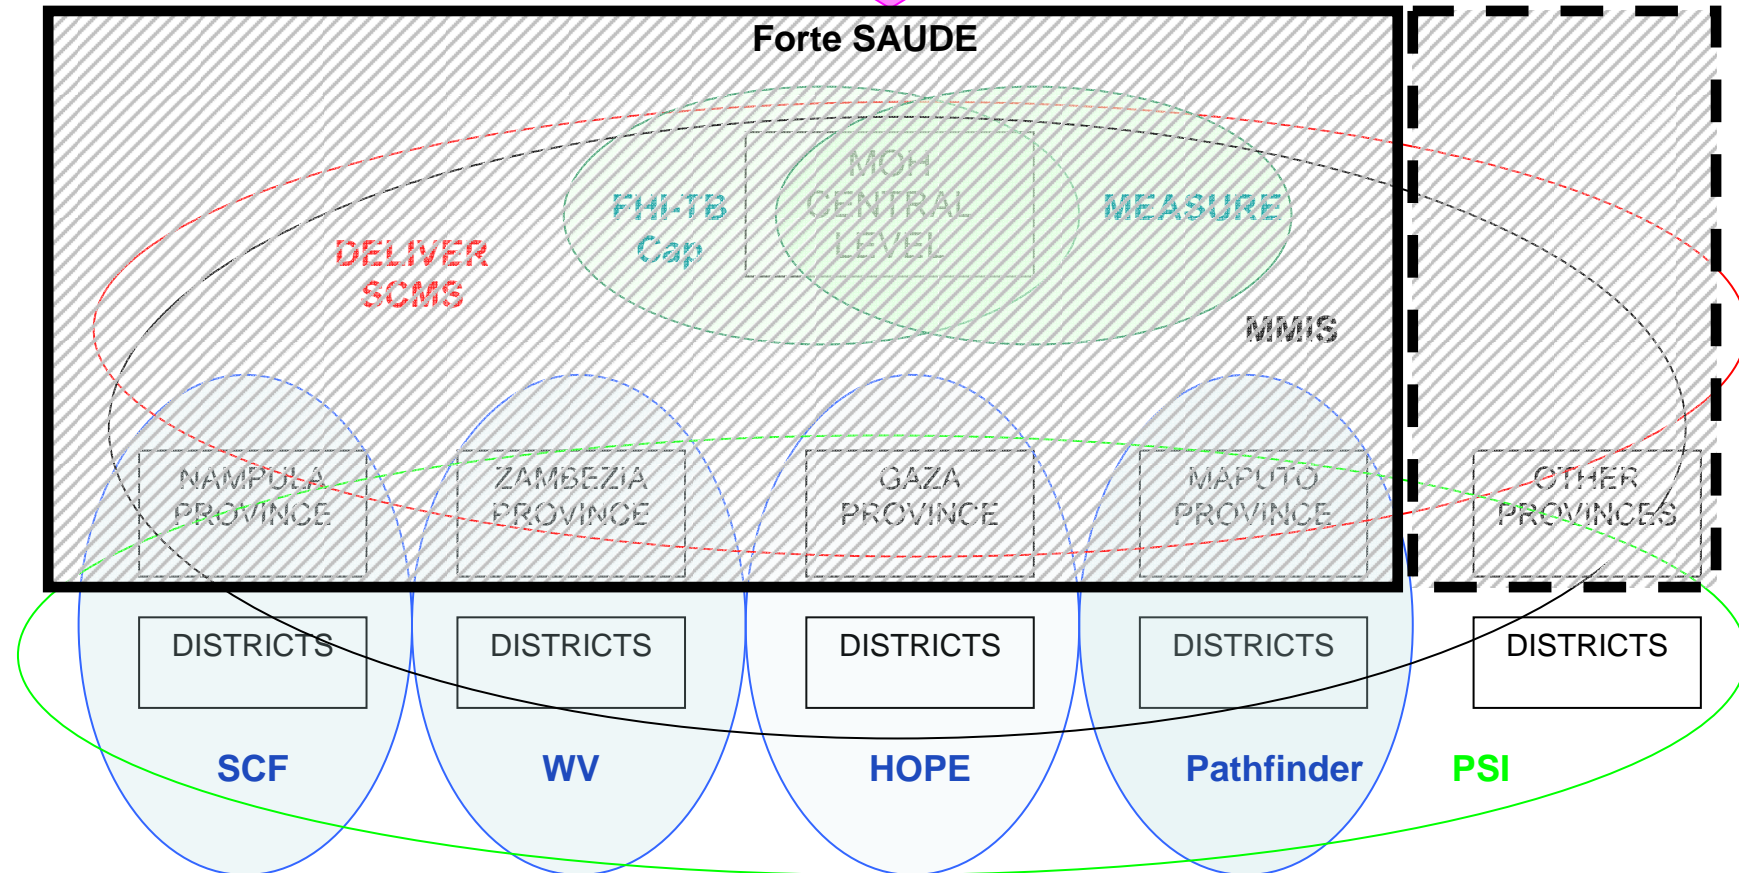 Forte SAUDE
MOH
CENTRAL
LEVEL
FHI-TB
Cap
MEASURE
DELIVER
SCMS
MMIS
NAMPULA
PROVINCE
ZAMBEZIA
PROVINCE
GAZA
PROVINCE
MAPUTO
PROVINCE
OTHER
PROVINCES
DISTRICTS
DISTRICTS
DISTRICTS
DISTRICTS
DISTRICTS
SCF
WV
HOPE
Pathfinder
PSI